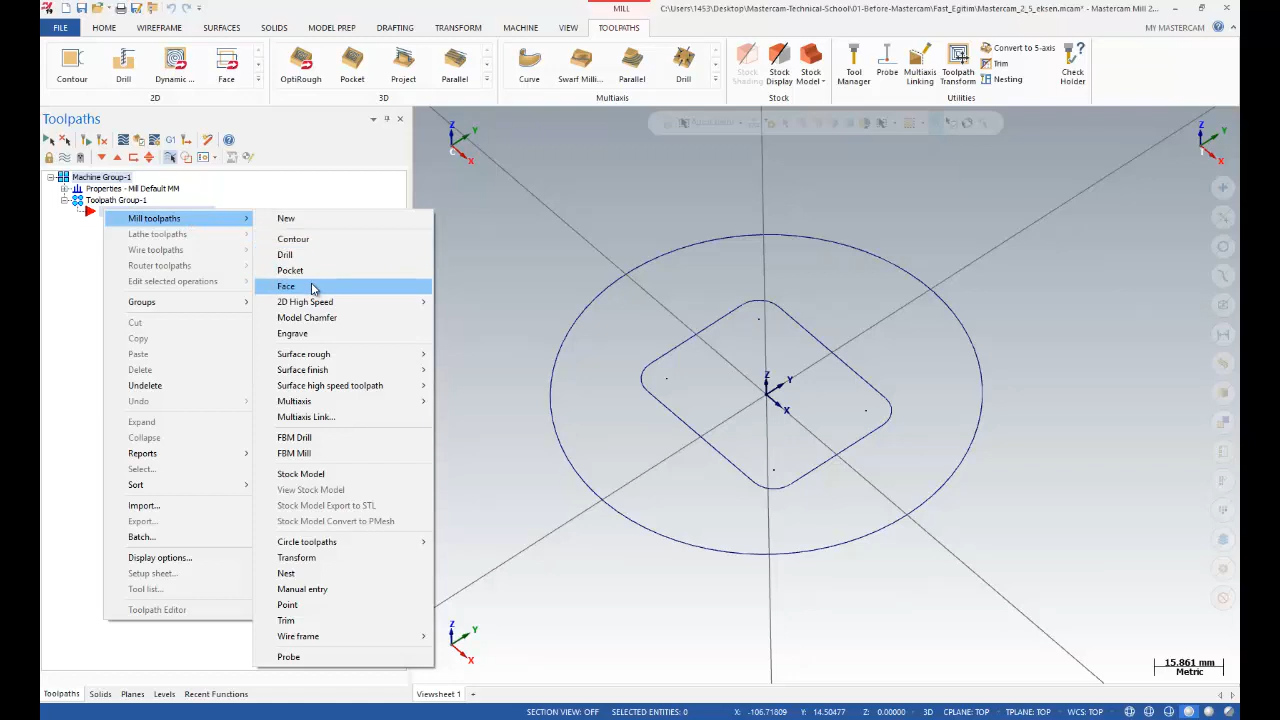 MILL
C:\Users\1453\Desktop\Mastercam-Technical-School\01-Before-Mastercam\Fast_Egitim\Mastercam_2_5_eksen.mcam* - Mastercam Mill 2...
FILE HOME WIREFRAME SURFACES SOLIDS MODEL PREP DRAFTING TRANSFORM MACHINE VIEW TOOLPATHS MY MASTERCAM
Contour Drill Dynamic ... Face OptiRough Pocket Project Parallel Curve Swarf Milli... Parallel Drill Stock Shading Stock Display Stock Model Tool Manager Probe Multiaxis Linking Toolpath Transform Convert to 5-axis Trim Nesting Check Holder
2D 3D Multiaxis Stock Utilities
Toolpaths
G1
Machine Group-1
Properties - Mill Default MM
Toolpath Group-1
Mill toolpaths
Lathe toolpaths
Wire toolpaths
Router toolpaths
Edit selected operations
Groups
Cut
Copy
Paste
Delete
Undelete
Undo
Expand
Collapse
Reports
Select...
Sort
Import...
Export...
Batch...
Display options...
Setup sheet...
Tool list...
Toolpath Editor
New
Contour
Drill
Pocket
Face
2D High Speed
Model Chamfer
Engrave
Surface rough
Surface finish
Surface high speed toolpath
Multiaxis
Multiaxis Link...
FBM Drill
FBM Mill
Stock Model
View Stock Model
Stock Model Export to STL
Stock Model Convert to PMesh
Circle toolpaths
Transform
Nest
Manual entry
Point
Trim
Wire frame
Probe
Z Y X
Z Y X
Z Y X
Z Y X
15.861 mm
Metric
Toolpaths Solids Planes Levels Recent Functions
Viewsheet 1 +
SECTION VIEW: OFF SELECTED ENTITIES: 0 X: -106.71809 Y: 14.50477 Z: 0.00000 3D CPLANE: TOP TPLANE: TOP WCS: TOP